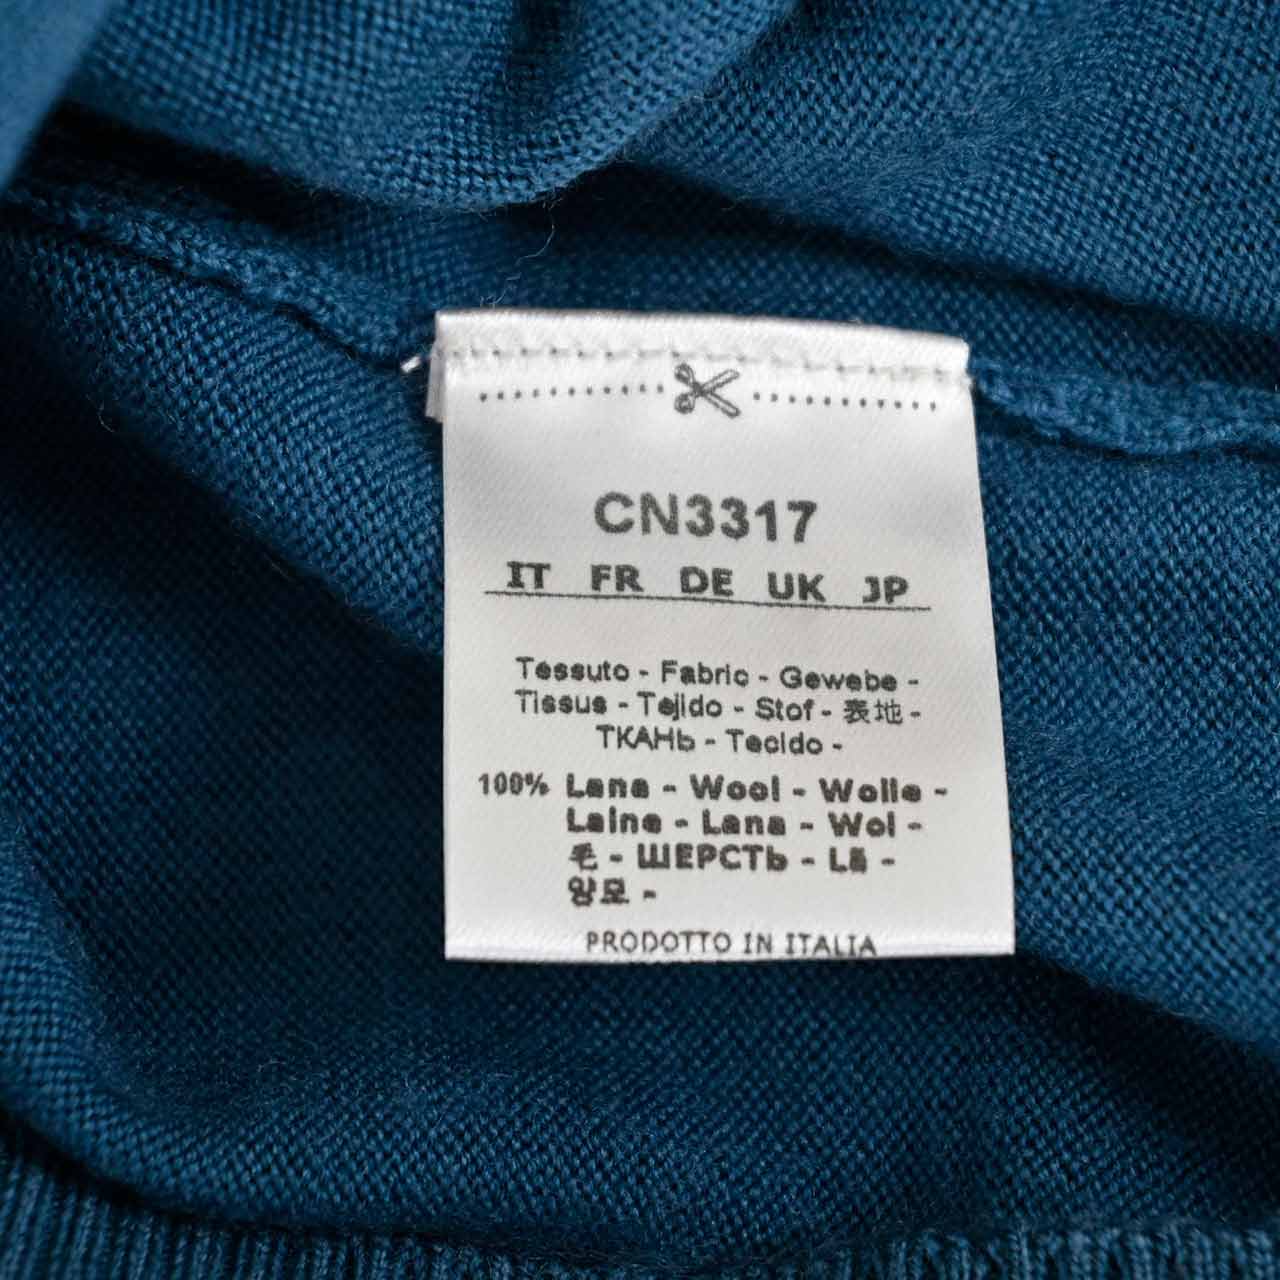 CN3317
IT FR DE UK JP
Tessuto - Fabric - Gewebe -
Tissus - Tejido - Stof - 表地 -
ТКАНЬ - Tecido -
100% Lana - Wool - Wolle -
Laine - Lana - Wol -
毛 - ШЕРСТЬ - Lã -
양모 -
PRODOTTO IN ITALIA